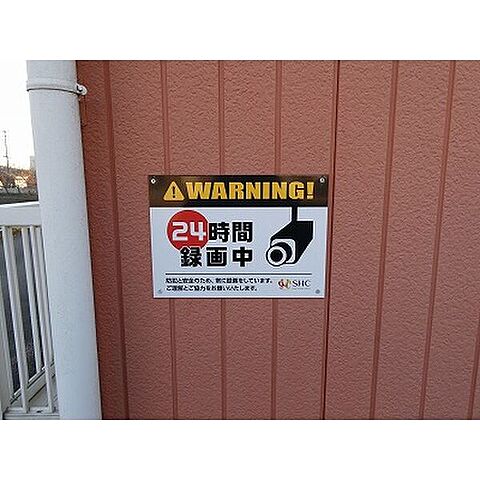 WARNING!
24時間
録画中
防犯と安全のため、常に録画をしています。
ご理解とご協力をお願いいたします。
SHC